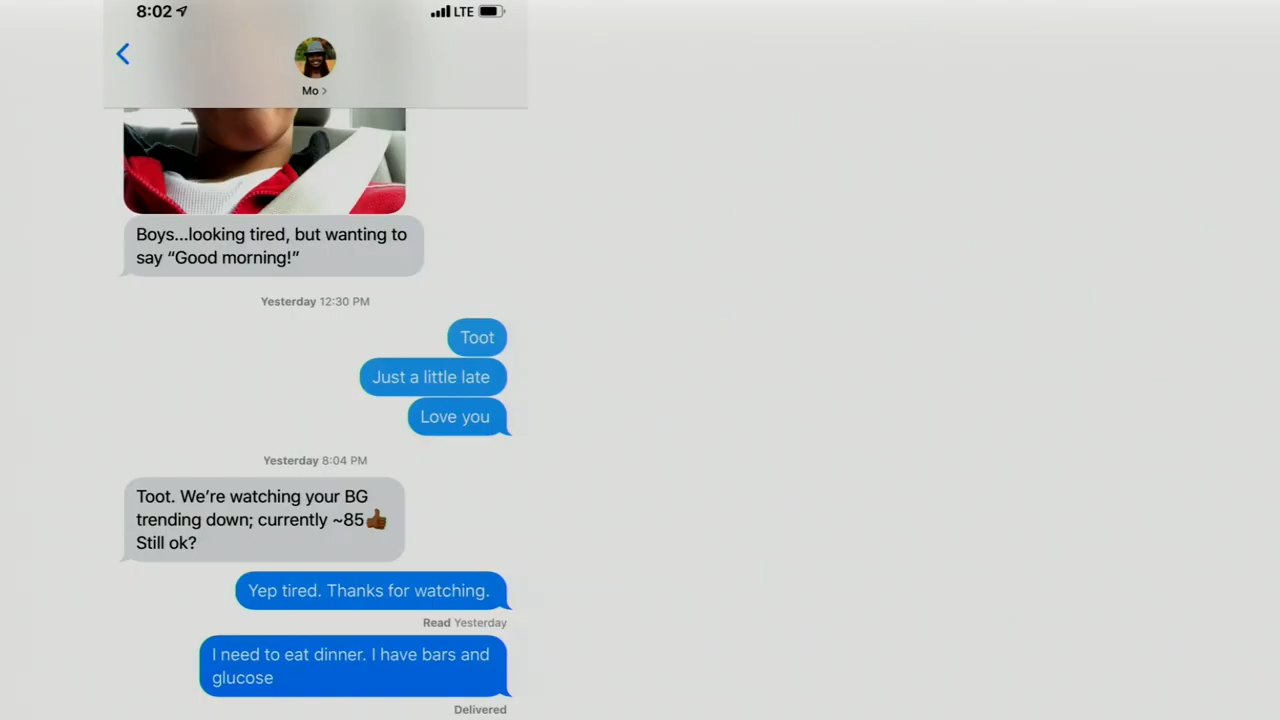 8:02
LTE
Mo
Boys...looking tired, but wanting to
say “Good morning!”
Yesterday 12:30 PM
Toot
Just a little late
Love you
Yesterday 8:04 PM
Toot. We’re watching your BG
trending down; currently ~85👍🏾
Still ok?
Yep tired. Thanks for watching.
Read Yesterday
I need to eat dinner. I have bars and
glucose
Delivered